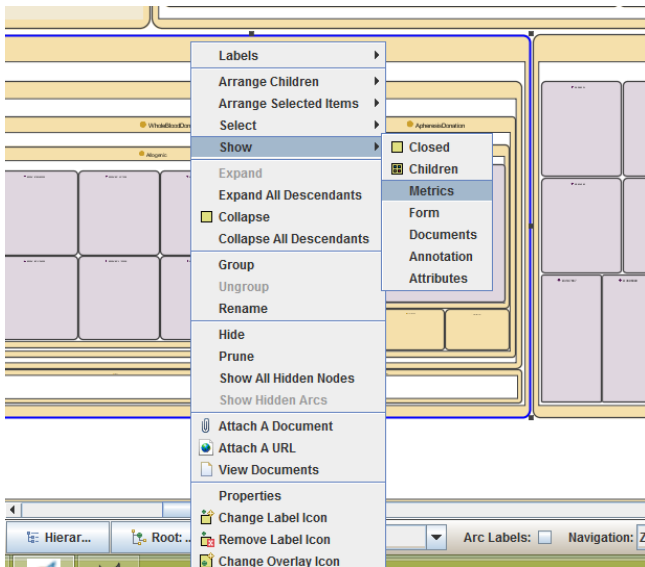 Labels
Arrange Children
Arrange Selected Items
Select
Show
Expand
Expand All Descendants
Collapse
Collapse All Descendants
Group
Ungroup
Rename
Hide
Prune
Show All Hidden Nodes
Show Hidden Arcs
Attach A Document
Attach A URL
View Documents
Properties
Change Label Icon
Remove Label Icon
Change Overlay Icon
Closed
Children
Metrics
Form
Documents
Annotation
Attributes
WholeBloodDon
Alogenic
ApheresisDonation
Hierar...
Root: ..
Arc Labels:
Navigation: Z